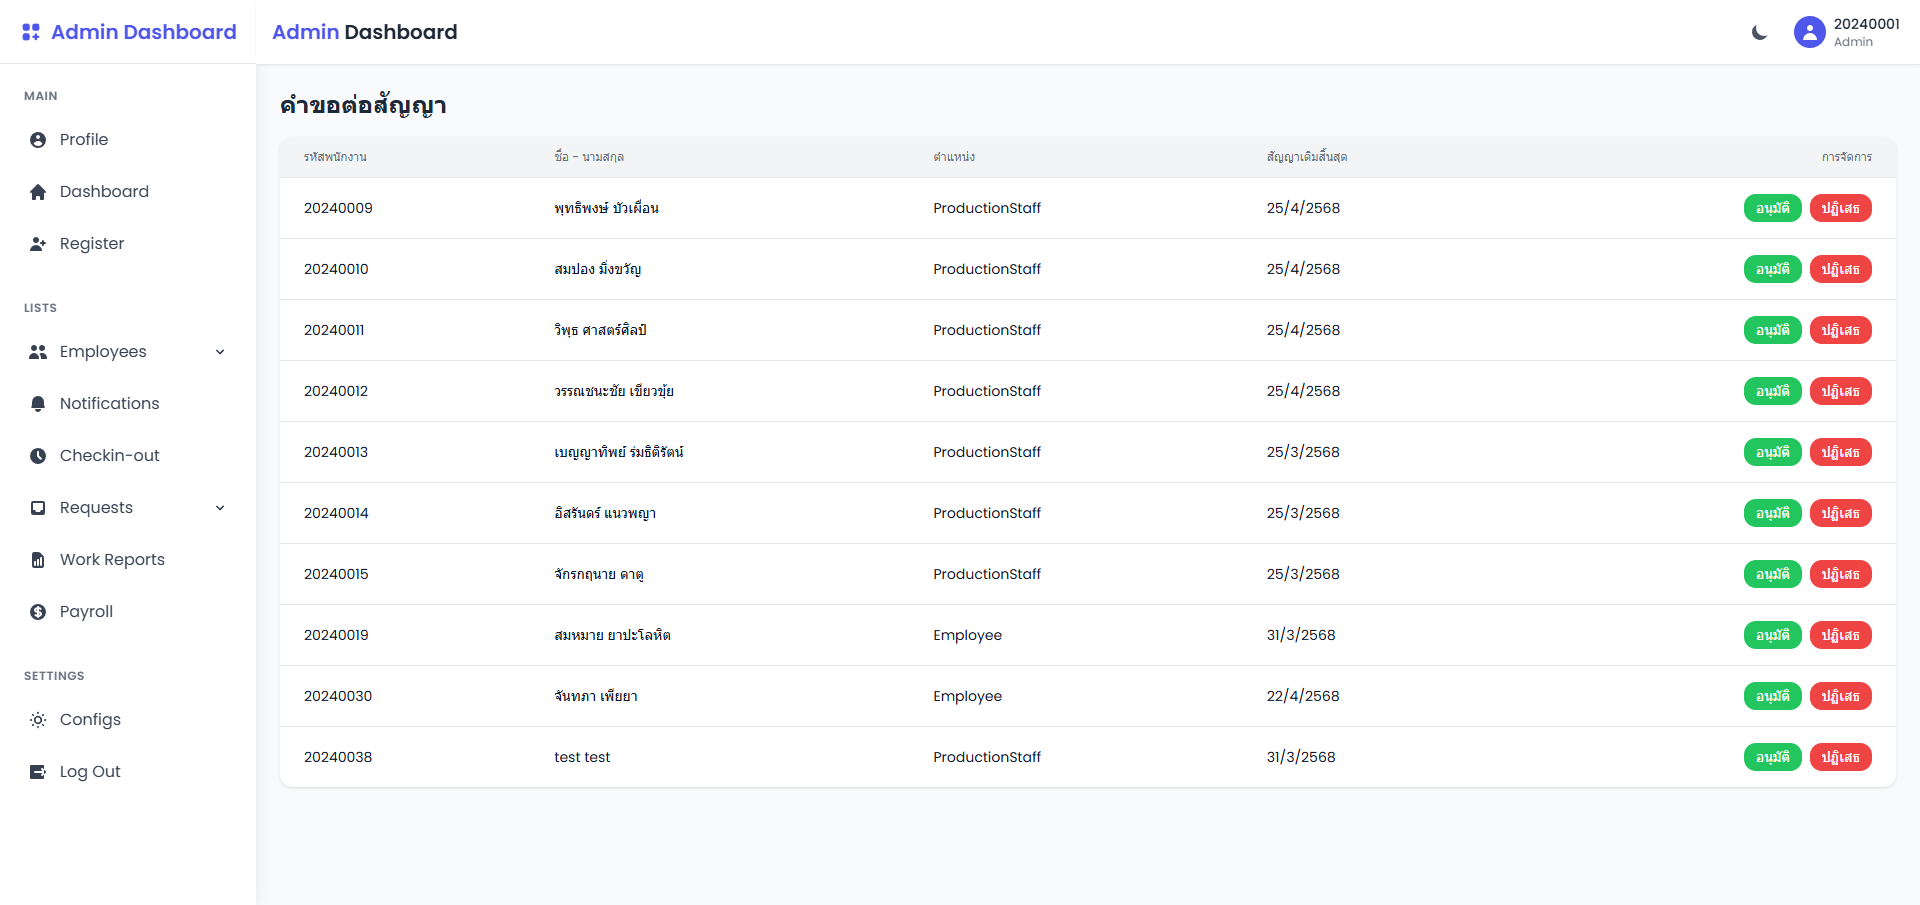 Admin Dashboard
Admin Dashboard
20240001
Admin
MAIN
Profile
Dashboard
Register
LISTS
Employees
Notifications
Checkin-out
Requests
Work Reports
Payroll
SETTINGS
Configs
Log Out
คำขอต่อสัญญา
รหัสพนักงาน ชื่อ - นามสกุล ตำแหน่ง สัญญาเดิมสิ้นสุด การจัดการ
20240009 พุทธิพงษ์ บัวเผื่อน ProductionStaff 25/4/2568 อนุมัติ ปฏิเสธ
20240010 สมปอง มิ่งขวัญ ProductionStaff 25/4/2568 อนุมัติ ปฏิเสธ
20240011 วิพุธ ศาสตร์ศิลป์ ProductionStaff 25/4/2568 อนุมัติ ปฏิเสธ
20240012 วรรณชนะชัย เขียวขุ้ย ProductionStaff 25/4/2568 อนุมัติ ปฏิเสธ
20240013 เบญญาทิพย์ ร่มธิติรัตน์ ProductionStaff 25/3/2568 อนุมัติ ปฏิเสธ
20240014 อิสรันดร์ แนวพญา ProductionStaff 25/3/2568 อนุมัติ ปฏิเสธ
20240015 จักรกฤนาย ดาตู ProductionStaff 25/3/2568 อนุมัติ ปฏิเสธ
20240019 สมหมาย ยาปะโลหิต Employee 31/3/2568 อนุมัติ ปฏิเสธ
20240030 จันทภา เพียยา Employee 22/4/2568 อนุมัติ ปฏิเสธ
20240038 test test ProductionStaff 31/3/2568 อนุมัติ ปฏิเสธ